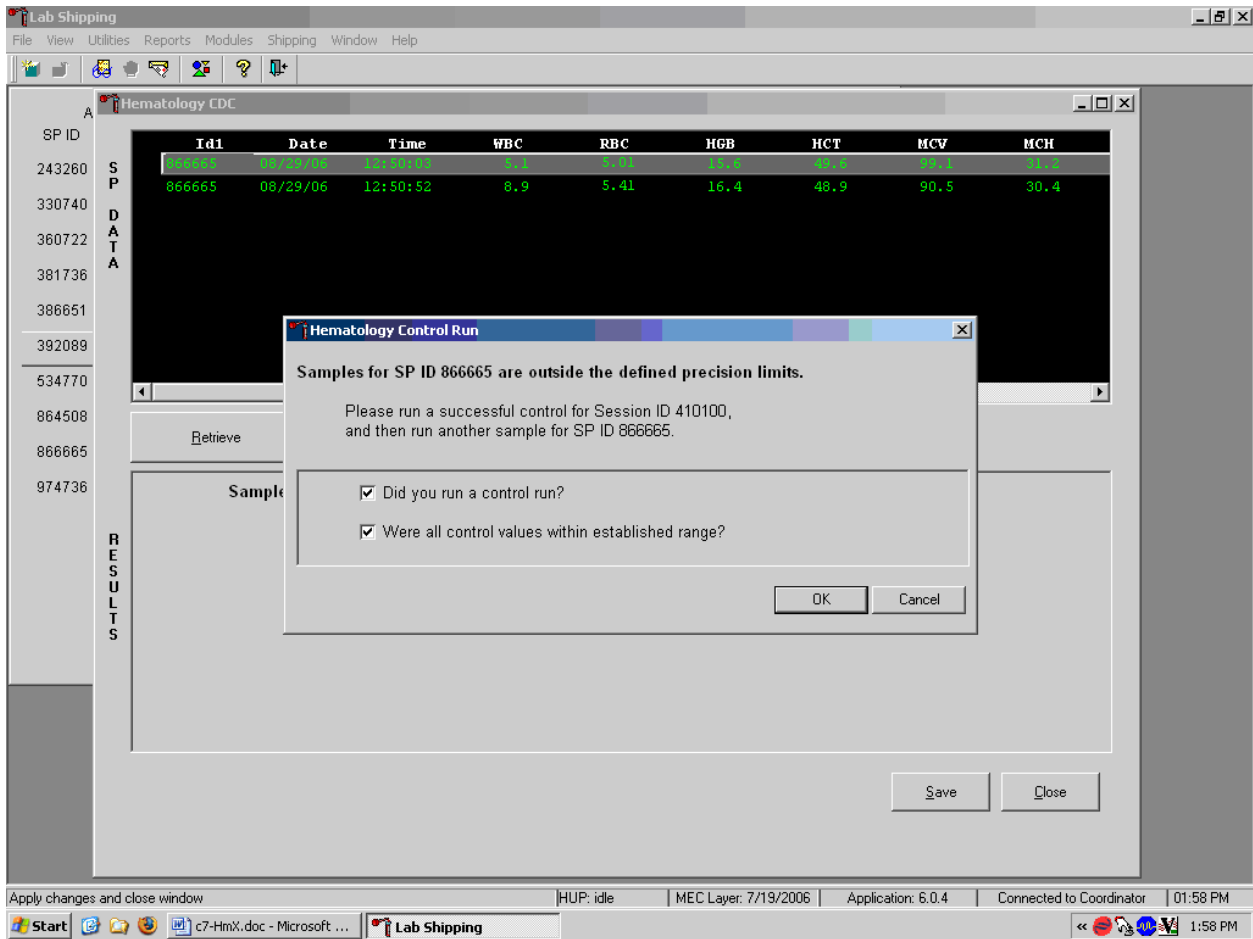 Lab Shipping
File View Utilities Reports Modules Shipping Window Help
A
Hematology CDC
SP ID
243260
330740
360722
381736
386651
392089
534770
864508
866665
974736
SP DATA
Id1 Date Time WBC RBC HGB HCT MCV MCH
866665 08/29/06 12:50:03 5.1 5.01 15.6 49.6 99.1 31.2
866665 08/29/06 12:50:52 8.9 5.41 16.4 48.9 90.5 30.4
Hematology Control Run
Samples for SP ID 866665 are outside the defined precision limits.
Please run a successful control for Session ID 410100,
and then run another sample for SP ID 866665.
Did you run a control run?
Were all control values within established range?
OK Cancel
Retrieve
Sample
RESULTS
Save Close
Apply changes and close window HUP: idle MEC Layer: 7/19/2006 Application: 6.0.4 Connected to Coordinator 01:58 PM
Start c7-HmX.doc - Microsoft ... Lab Shipping « 1:58 PM